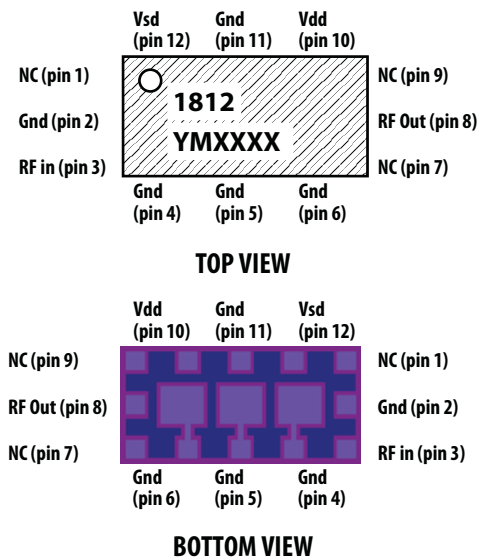 Vsd Gnd Vdd
(pin 12) (pin 11) (pin 10)
NC (pin 1) NC (pin 9)
1812
Gnd (pin 2) RF Out (pin 8)
YMXXXX
RF in (pin 3) NC (pin 7)
Gnd Gnd Gnd
(pin 4) (pin 5) (pin 6)
TOP VIEW
Vdd Gnd Vsd
(pin 10) (pin 11) (pin 12)
NC (pin 9) NC (pin 1)
RF Out (pin 8) Gnd (pin 2)
NC (pin 7) RF in (pin 3)
Gnd Gnd Gnd
(pin 6) (pin 5) (pin 4)
BOTTOM VIEW